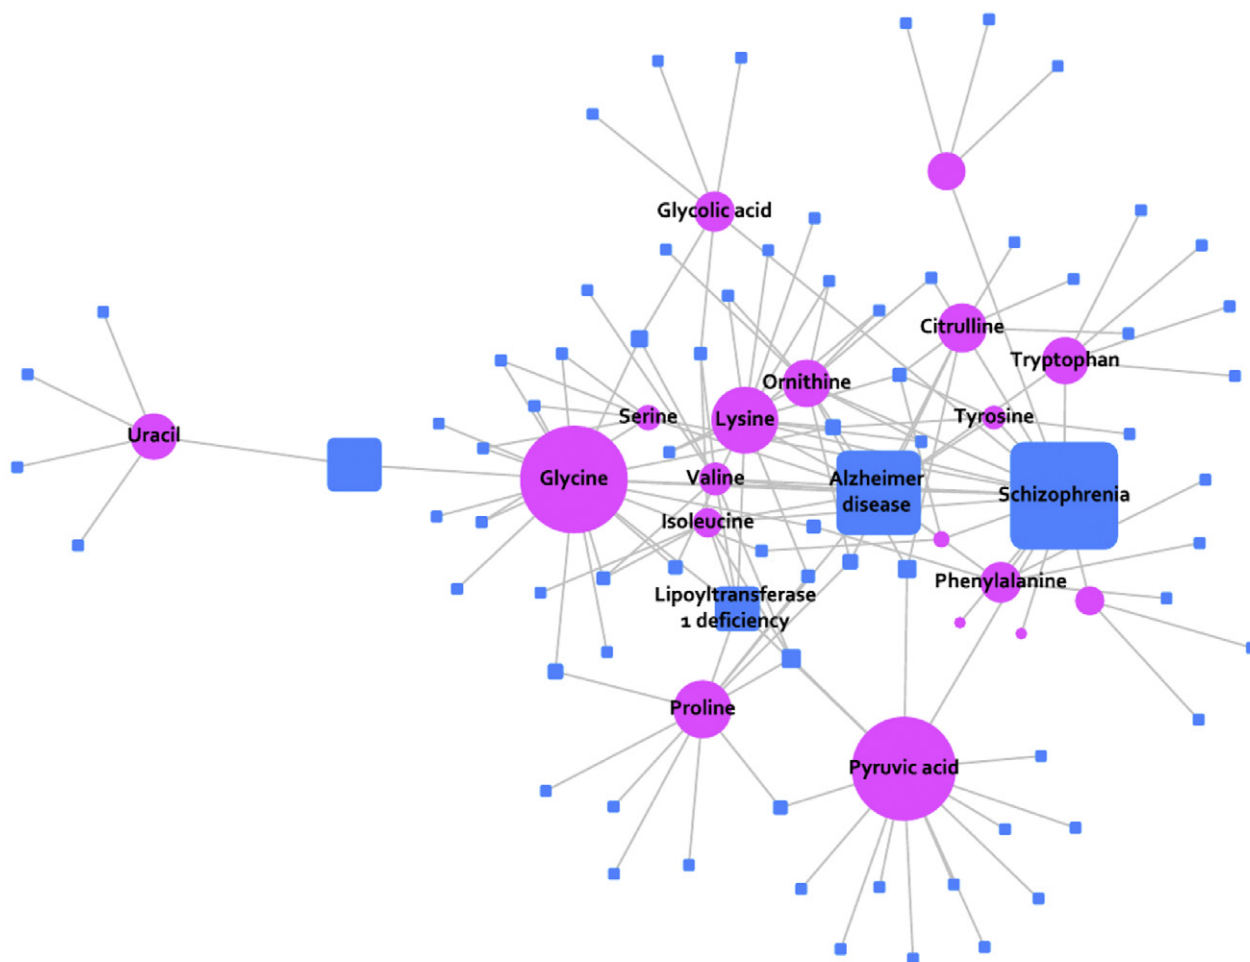 Glycolic acid
Citrulline
Tryptophan
Ornithine
Uracil
Serine
Lysine
Tyrosine
Glycine
Valine
Alzheimer
disease
Schizophrenia
Isoleucine
Phenylalanine
Lipoyltransferase
1 deficiency
Proline
Pyruvic acid